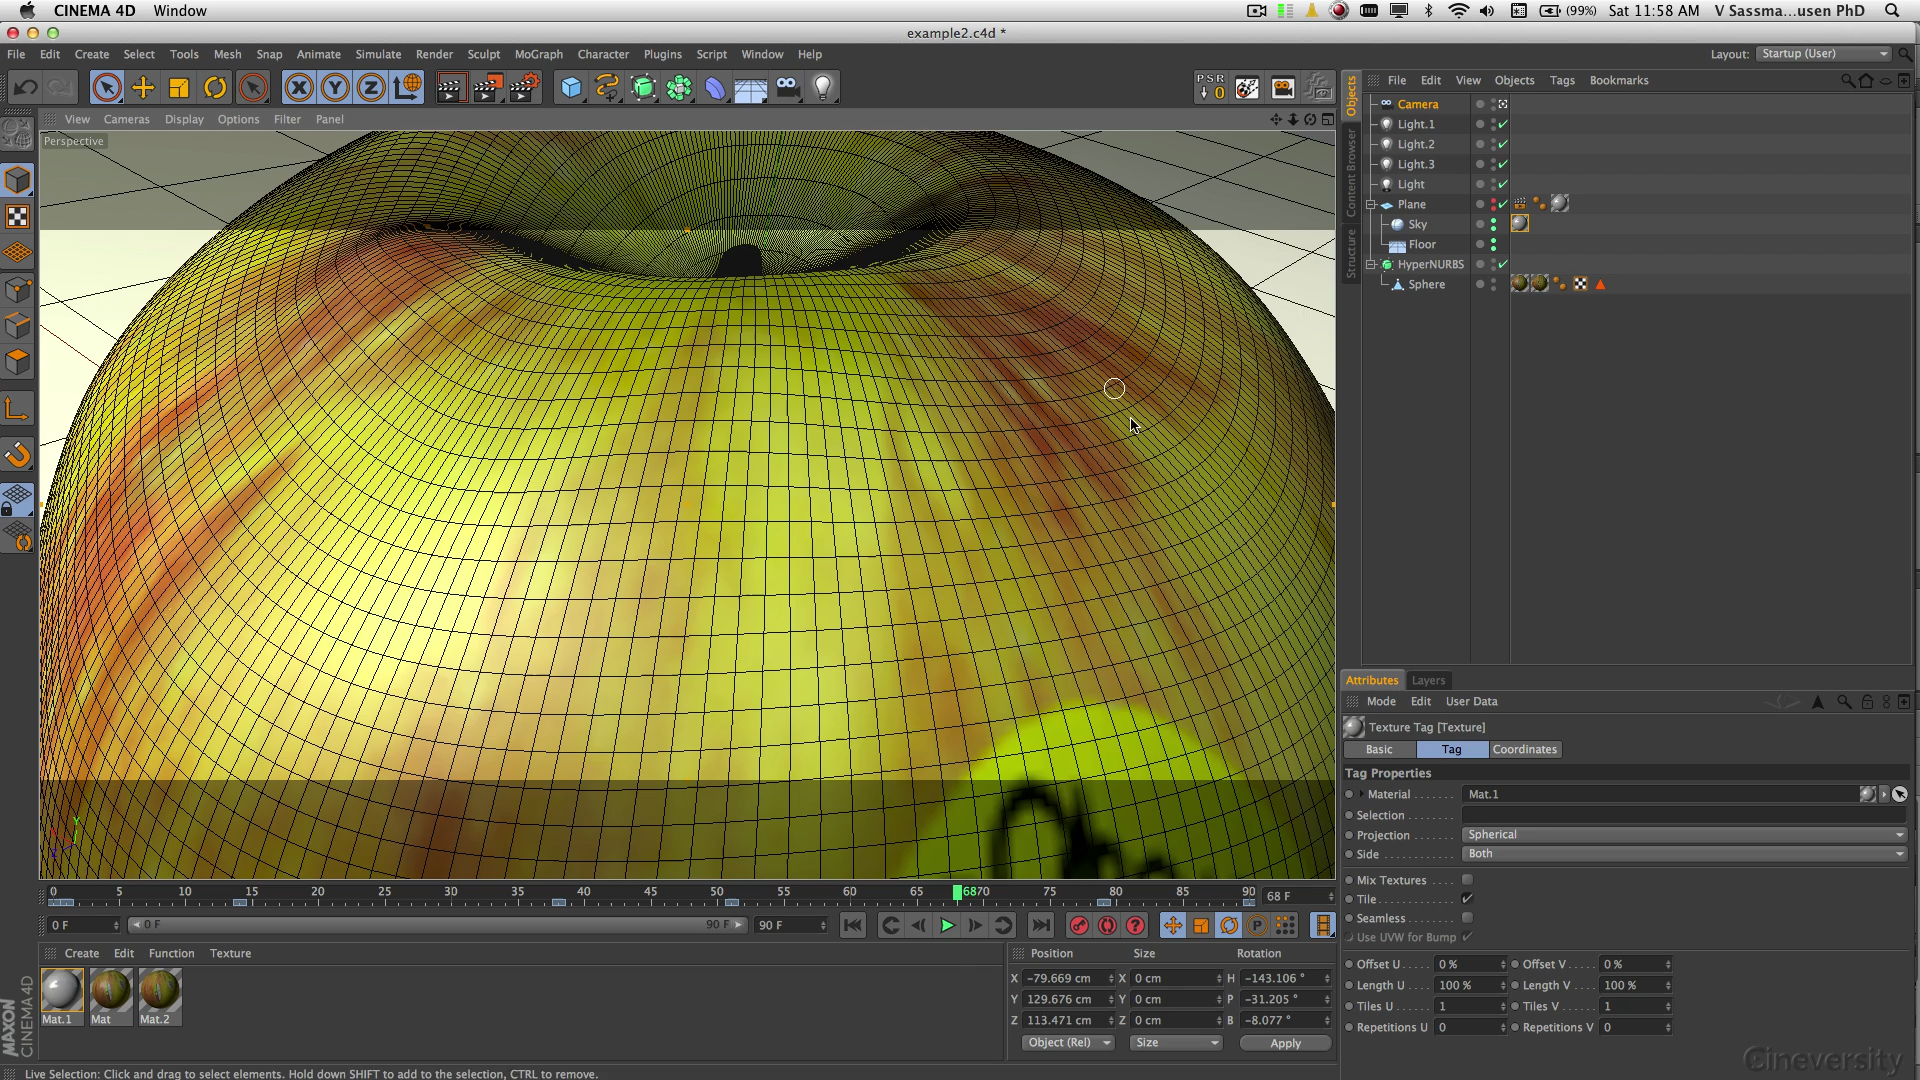 CINEMA 4D Window (99%) Sat 11:58 AM V Sassma...usen PhD
example2.c4d *
File Edit Create Select Tools Mesh Snap Animate Simulate Render Sculpt MoGraph Character Plugins Script Window Help Layout: Startup (User)
X Y Z PSR 0
File Edit View Objects Tags Bookmarks
View Cameras Display Options Filter Panel
Perspective
Objects
Content Browser
Structure
Camera
Light.1
Light.2
Light.3
Light
Plane
Sky
Floor
HyperNURBS
Sphere
Attributes Layers
Mode Edit User Data
Texture Tag [Texture]
Basic Tag Coordinates
Tag Properties
Material Mat.1
Selection
Projection Spherical
Side Both
Mix Textures
Tile
Seamless
Use UVW for Bump
Offset U 0 % Offset V 0 %
Length U 100 % Length V 100 %
Tiles U 1 Tiles V 1
Repetitions U 0 Repetitions V 0
Y
0 5 10 15 20 25 30 35 40 45 50 55 60 65 6870 75 80 85 90 68 F
0 F 0 F 90 F 90 F
Create Edit Function Texture
Mat.1 Mat Mat.2
Position Size Rotation
X -79.669 cm X 0 cm H -143.106 °
Y 129.676 cm Y 0 cm P -31.205 °
Z 113.471 cm Z 0 cm B -8.077 °
Object (Rel) Size Apply
MAXON
CINEMA 4D
Live Selection: Click and drag to select elements. Hold down SHIFT to add to the selection, CTRL to remove.
Cineversity